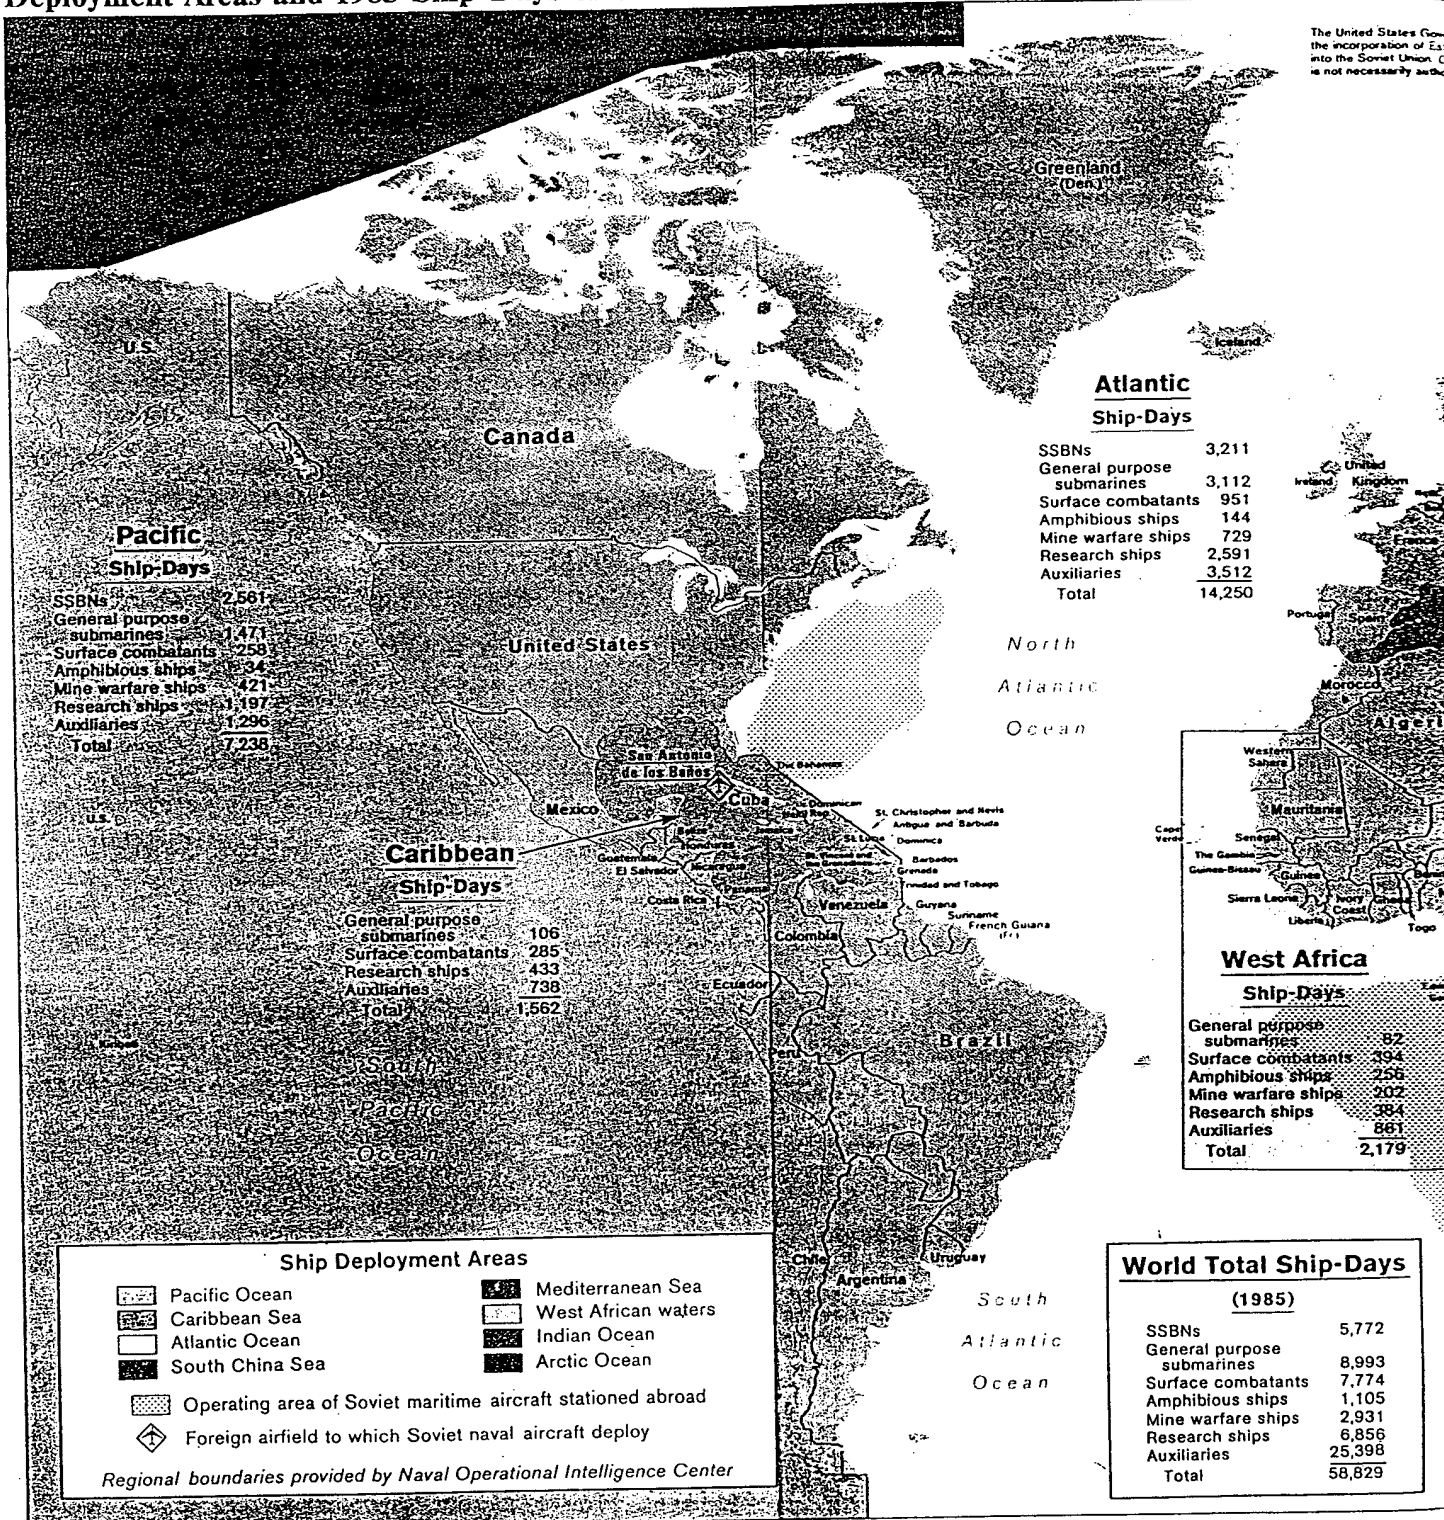 Deployment Areas and 1985 Ship-Days
The United States Gov
the incorporation of Es
into the Soviet Union. O
is not necessarily autho
Greenland
(Den.)
Iceland
U.S.
Canada
Atlantic
Ship-Days
SSBNs 3,211
General purpose
submarines 3,112
Surface combatants 951
Amphibious ships 144
Mine warfare ships 729
Research ships 2,591
Auxiliaries 3,512
Total 14,250
United
Kingdom
Ireland
France
Portugal
Spain
Morocco
Algeri
Pacific
Ship-Days
SSBNs 2,561
General purpose
submarines 1,471
Surface combatants 258
Amphibious ships 34
Mine warfare ships 421
Research ships 1,197
Auxiliaries 1,296
Total 7,238
United States
North
Atlantic
Ocean
San Antonio
de los Baños
The Bahamas
Cuba
Mexico
U.S.
Dominican
Haiti Rep.
Jamaica
Belize
Honduras
Guatemala
El Salvador
Nicaragua
Costa Rica
Panama
St. Christopher and Nevis
Antigua and Barbuda
Dominica
St. Lucia
St. Vincent and
the Grenadines
Barbados
Grenada
Trinidad and Tobago
Venezuela
Guyana
Suriname
French Guiana
(Fr.)
Colombia
Ecuador
Peru
Brazil
Caribbean
Ship-Days
General purpose
submarines 106
Surface combatants 285
Research ships 433
Auxiliaries 738
Total 1,562
Kiribati
South
Pacific
Ocean
Western
Sahara
Mauritania
Cape
Verde
Senegal
The Gambia
Guinea-Bissau
Guinea
Sierra Leone
Liberia
Ivory
Coast
Ghana
Togo
West Africa
Ship-Days
General purpose
submarines 82
Surface combatants 394
Amphibious ships 256
Mine warfare ships 202
Research ships 384
Auxiliaries 861
Total 2,179
Chile
Argentina
Uruguay
South
Atlantic
Ocean
Ship Deployment Areas
Pacific Ocean
Caribbean Sea
Atlantic Ocean
South China Sea
Mediterranean Sea
West African waters
Indian Ocean
Arctic Ocean
Operating area of Soviet maritime aircraft stationed abroad
Foreign airfield to which Soviet naval aircraft deploy
Regional boundaries provided by Naval Operational Intelligence Center
World Total Ship-Days
(1985)
SSBNs 5,772
General purpose
submarines 8,993
Surface combatants 7,774
Amphibious ships 1,105
Mine warfare ships 2,931
Research ships 6,856
Auxiliaries 25,398
Total 58,829